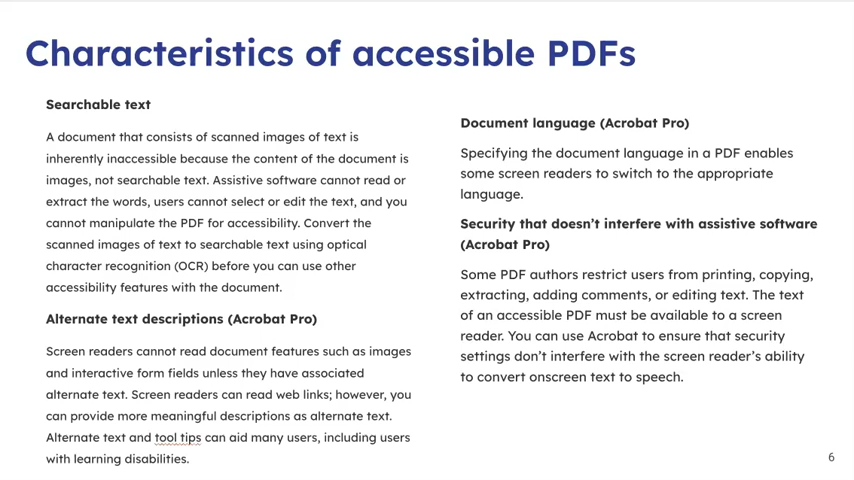 Characteristics of accessible PDFs
Searchable text
A document that consists of scanned images of text is
inherently inaccessible because the content of the document is
images, not searchable text. Assistive software cannot read or
extract the words, users cannot select or edit the text, and you
cannot manipulate the PDF for accessibility. Convert the
scanned images of text to searchable text using optical
character recognition (OCR) before you can use other
accessibility features with the document.
Alternate text descriptions (Acrobat Pro)
Screen readers cannot read document features such as images
and interactive form fields unless they have associated
alternate text. Screen readers can read web links; however, you
can provide more meaningful descriptions as alternate text.
Alternate text and tool tips can aid many users, including users
with learning disabilities.
Document language (Acrobat Pro)
Specifying the document language in a PDF enables
some screen readers to switch to the appropriate
language.
Security that doesn’t interfere with assistive software
(Acrobat Pro)
Some PDF authors restrict users from printing, copying,
extracting, adding comments, or editing text. The text
of an accessible PDF must be available to a screen
reader. You can use Acrobat to ensure that security
settings don’t interfere with the screen reader’s ability
to convert onscreen text to speech.
6